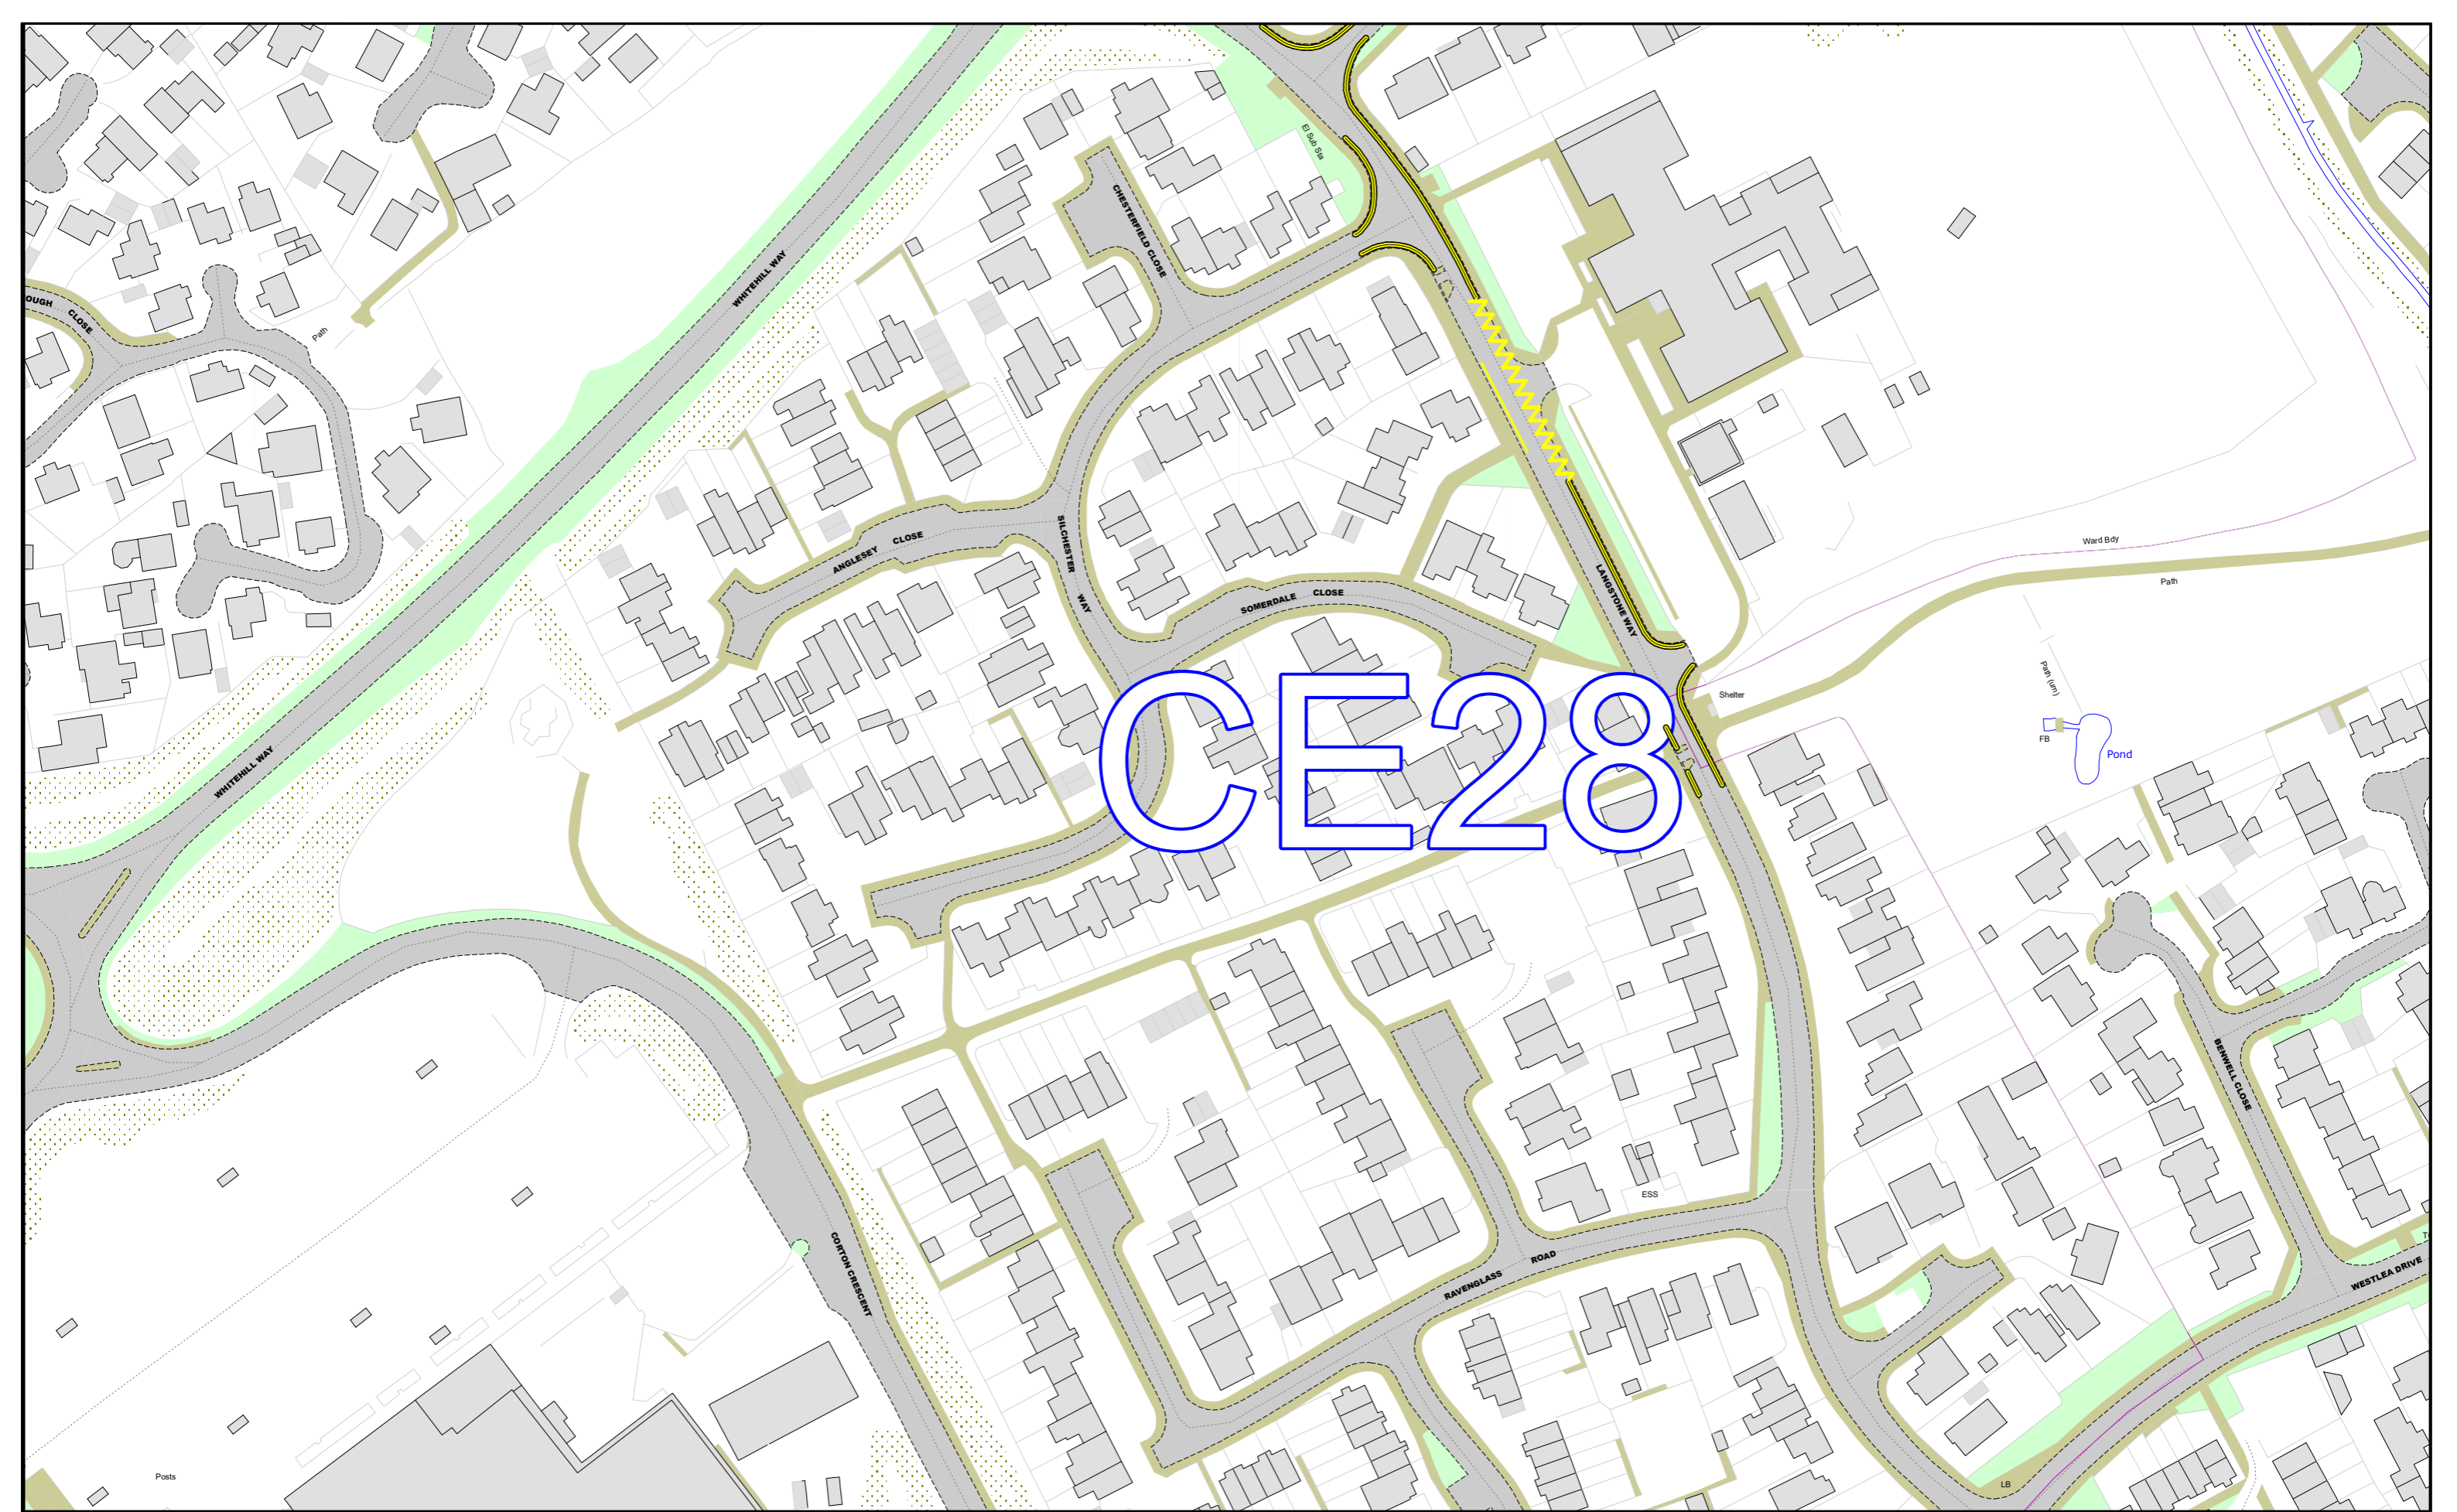 El Sub Sta
CHESTERFIELD CLOSE
WHITEHILL WAY
OUGH
CLOSE
Path
SILCHESTER
WAY
ANGLESEY CLOSE
SOMERDALE CLOSE
LANGSTONE WAY
Ward Bdy
Path
Path (um)
Shelter
FB
Pond
CE28
WHITEHILL WAY
BENWELL CLOSE
ESS
CORTON CRESCENT
RAVENGLASS ROAD
WESTLEA DRIVE
Posts
LB